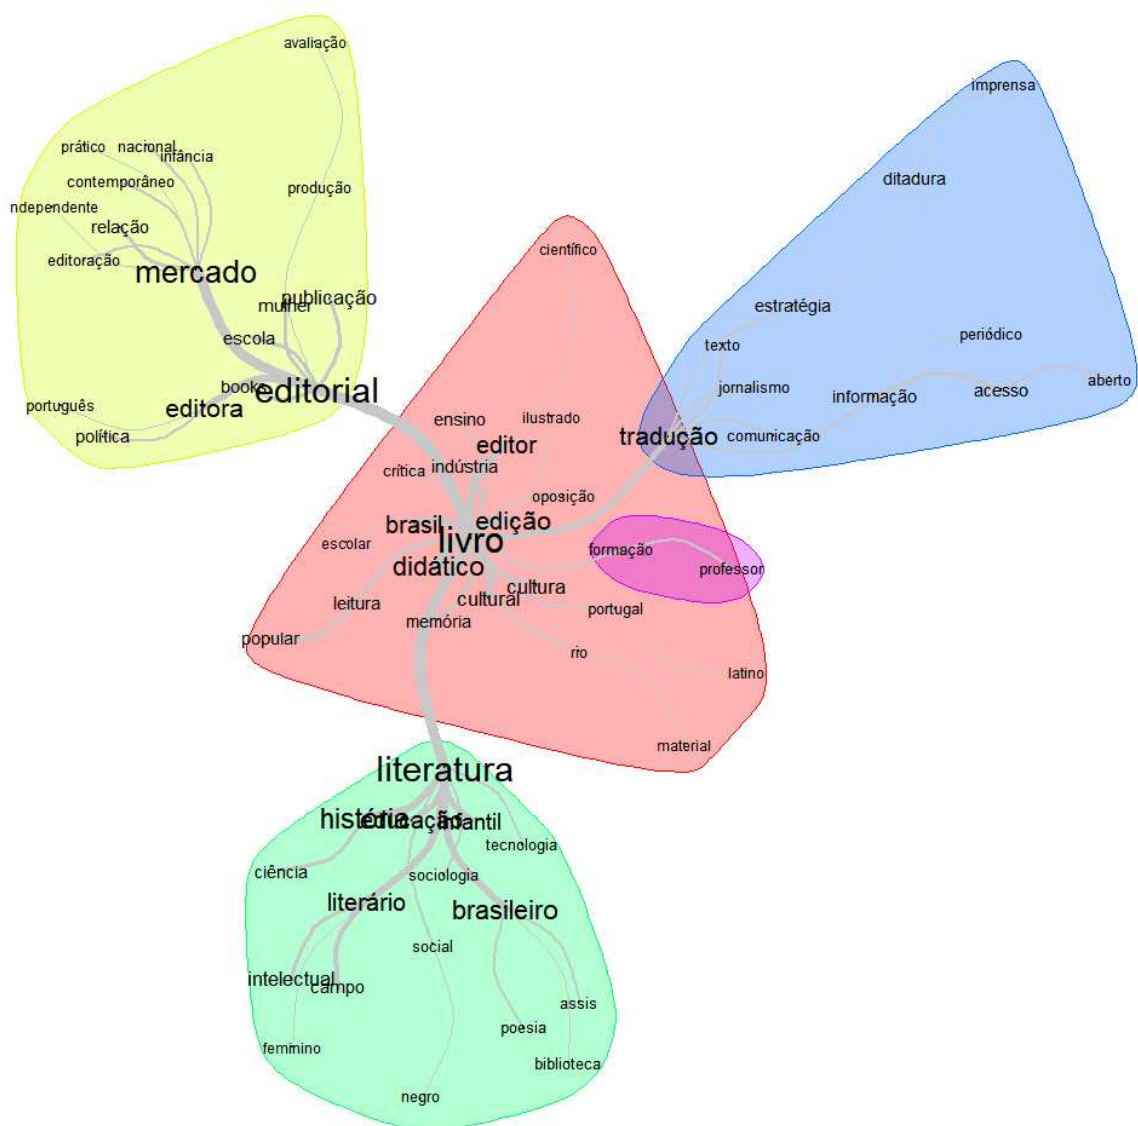 avaliação
prático
nacional
infância
contemporâneo
produção
ndependente
relação
editoração
mercado
mulher
publicação
escola
books
editorial
português
editora
política
imprensa
ditadura
estratégia
texto
periódico
jornalismo
aberto
acesso
informação
tradução
comunicação
científico
ensino
ilustrado
editor
crítica
indústria
oposição
brasil
edição
escolar
livro
formação
didático
professor
cultura
leitura
cultural
portugal
memória
popular
rio
latino
material
literatura
história
educação
infantil
tecnologia
ciência
sociologia
literário
brasileiro
social
intelectual
campo
assis
poesia
feminino
biblioteca
negro